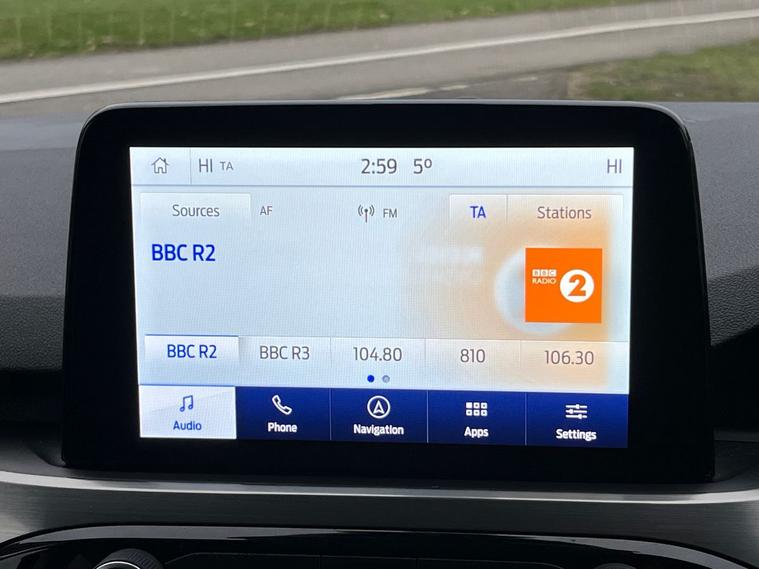 HI TA 2:59 5° HI
Sources AF FM TA Stations
BBC R2
BBC
RADIO 2
BBC R2 BBC R3 104.80 810 106.30
Audio Phone Navigation Apps Settings